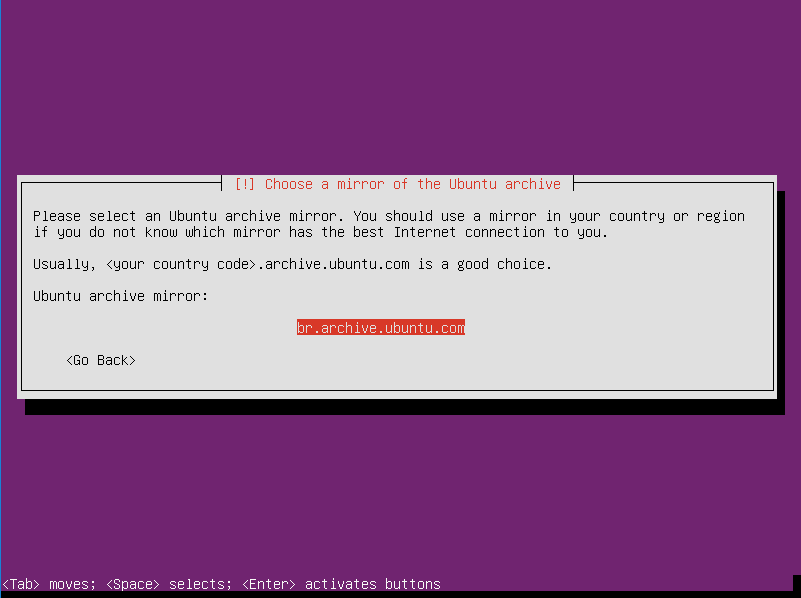 [!] Choose a mirror of the Ubuntu archive
Please select an Ubuntu archive mirror. You should use a mirror in your country or region
if you do not know which mirror has the best Internet connection to you.
Usually, <your country code>.archive.ubuntu.com is a good choice.
Ubuntu archive mirror:
br.archive.ubuntu.com
<Go Back>
<Tab> moves; <Space> selects; <Enter> activates buttons